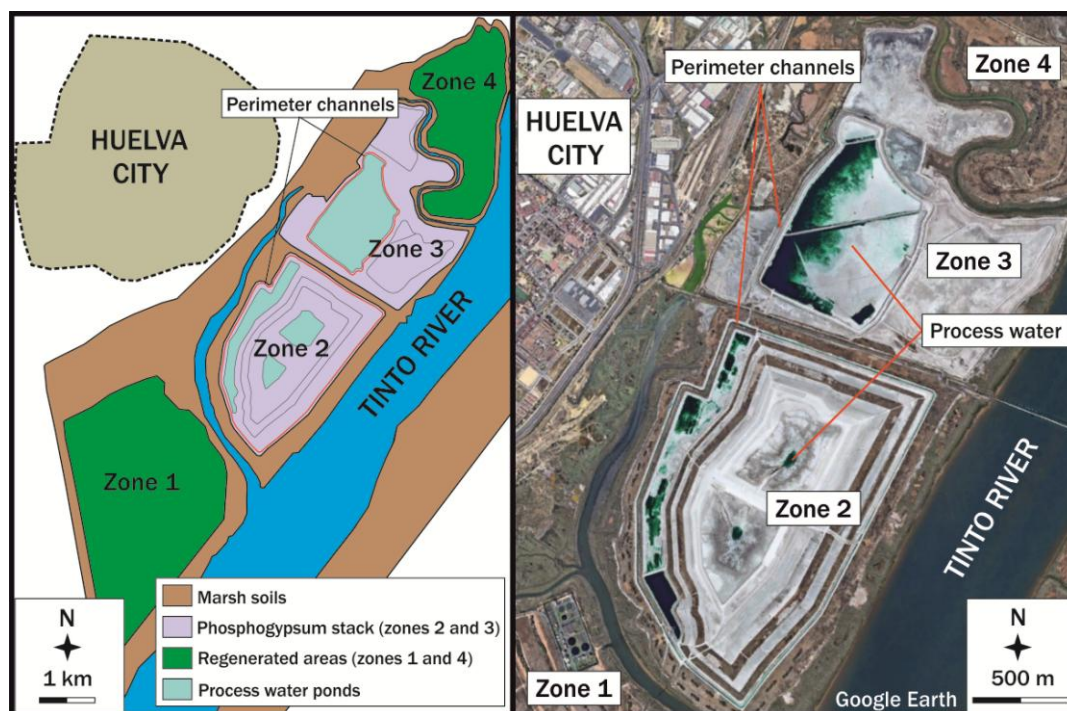 HUELVA
CITY
Perimeter channels
Zone 4
Zone 3
Zone 2
Zone 1
TINTO RIVER
Marsh soils
Phosphogypsum stack (zones 2 and 3)
Regenerated areas (zones 1 and 4)
Process water ponds
N
1 km
Perimeter channels
Zone 4
HUELVA
CITY
Zone 3
Process water
Zone 2
TINTO RIVER
Zone 1
Google Earth
N
500 m